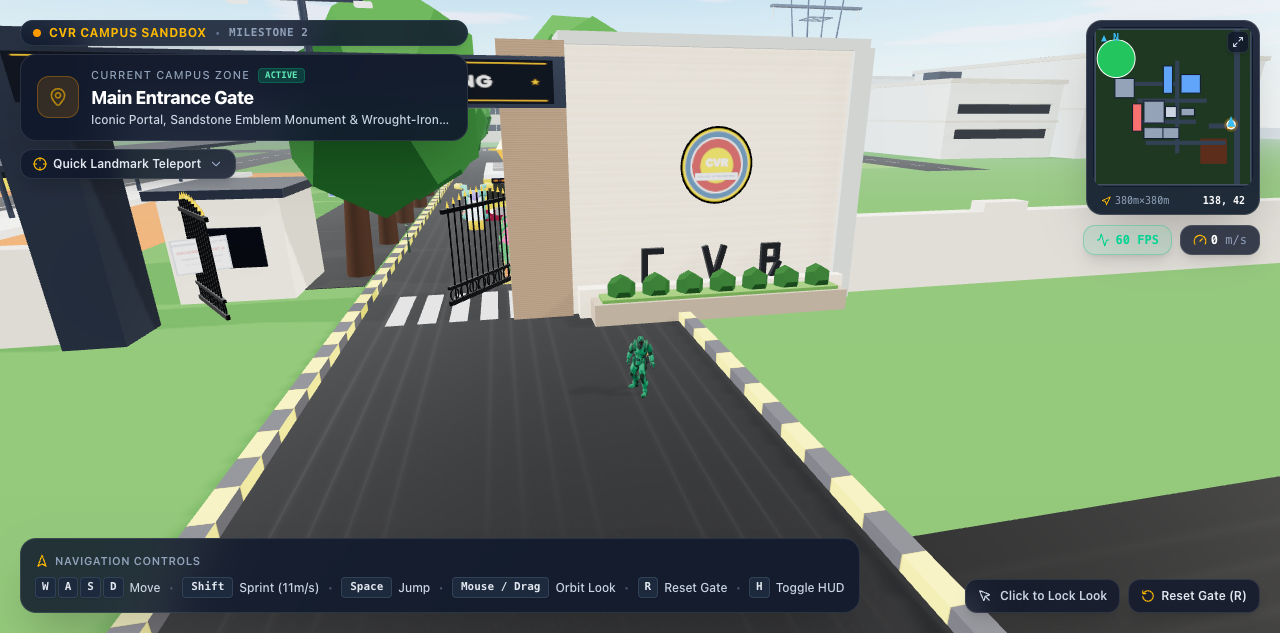 CVR CAMPUS SANDBOX • MILESTONE 2
CURRENT CAMPUS ZONE ACTIVE
Main Entrance Gate
Iconic Portal, Sandstone Emblem Monument & Wrought-Iron...
Quick Landmark Teleport
NG
CVR
C V R
N
380m×380m 138, 42
60 FPS 0 m/s
NAVIGATION CONTROLS
W A S D Move • Shift Sprint (11m/s) • Space Jump • Mouse / Drag Orbit Look • R Reset Gate • H Toggle HUD
Click to Lock Look
Reset Gate (R)